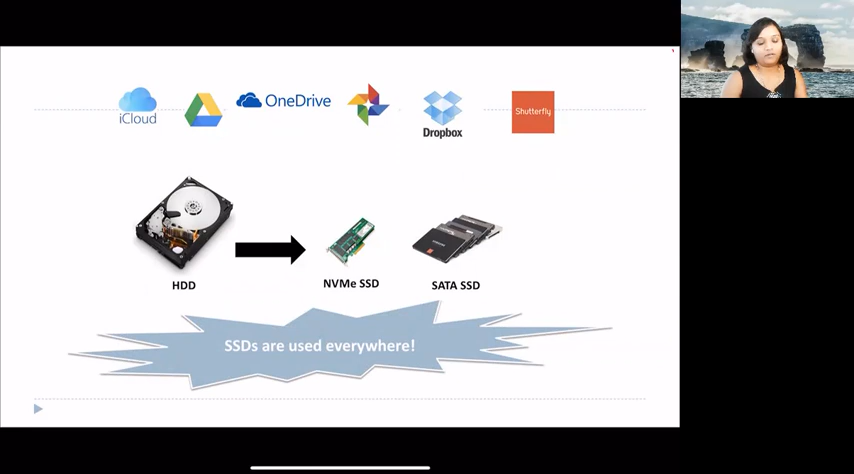 iCloud
OneDrive
Dropbox
Shutterfly
HDD
NVMe SSD
SATA SSD
SSDs are used everywhere!